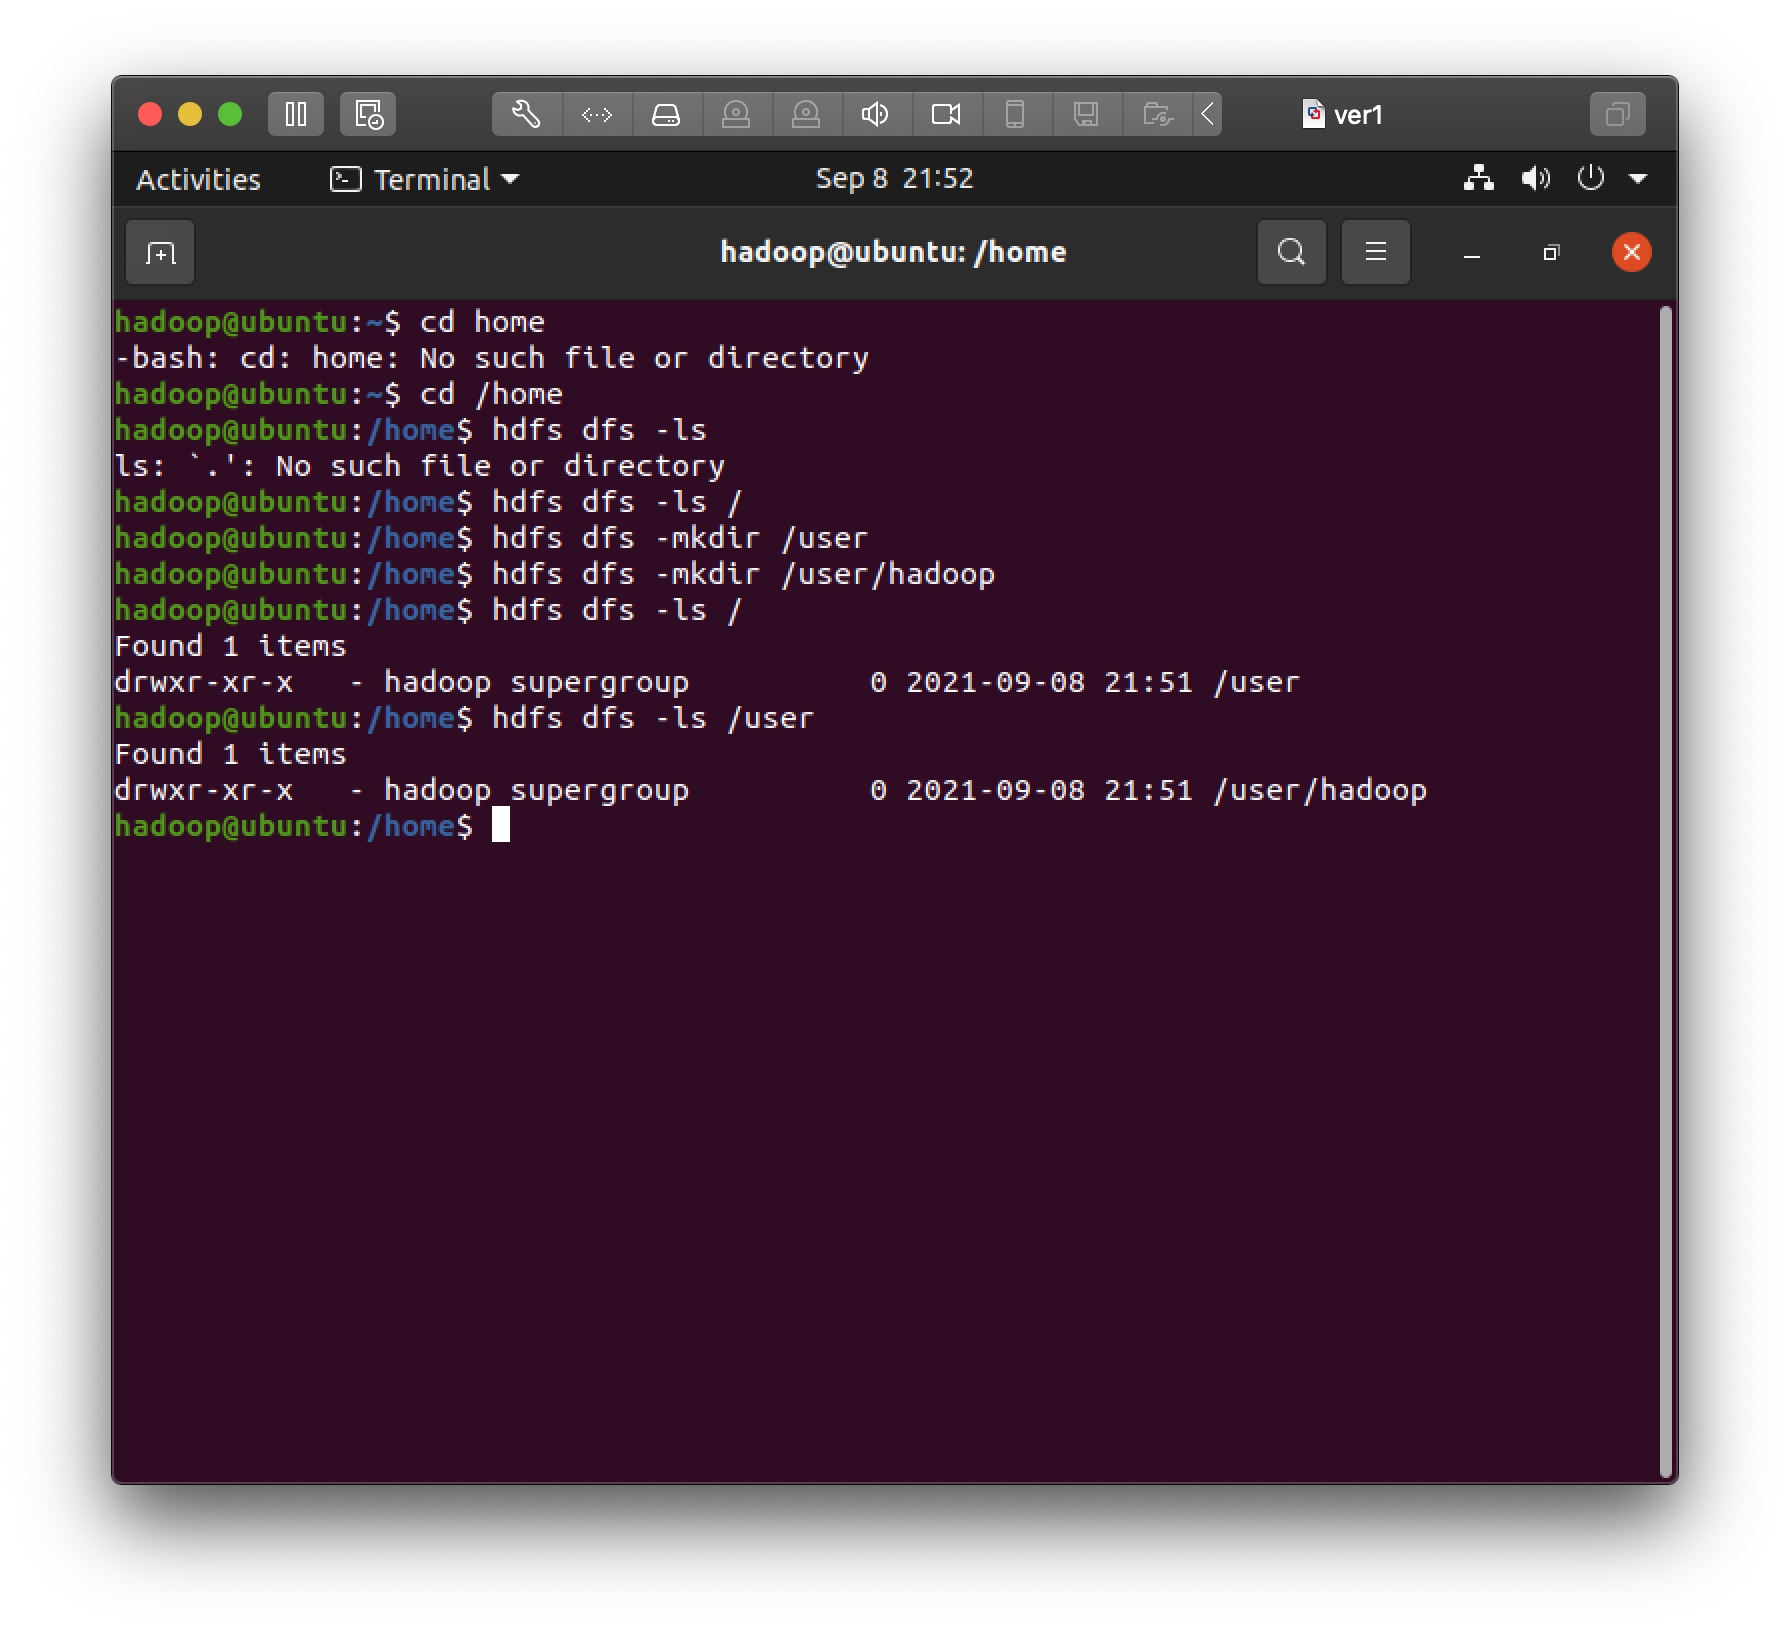 ver1
Activities Terminal Sep 8 21:52
hadoop@ubuntu: /home
hadoop@ubuntu:~$ cd home
-bash: cd: home: No such file or directory
hadoop@ubuntu:~$ cd /home
hadoop@ubuntu:/home$ hdfs dfs -ls
ls: `.': No such file or directory
hadoop@ubuntu:/home$ hdfs dfs -ls /
hadoop@ubuntu:/home$ hdfs dfs -mkdir /user
hadoop@ubuntu:/home$ hdfs dfs -mkdir /user/hadoop
hadoop@ubuntu:/home$ hdfs dfs -ls /
Found 1 items
drwxr-xr-x   - hadoop supergroup          0 2021-09-08 21:51 /user
hadoop@ubuntu:/home$ hdfs dfs -ls /user
Found 1 items
drwxr-xr-x   - hadoop supergroup          0 2021-09-08 21:51 /user/hadoop
hadoop@ubuntu:/home$